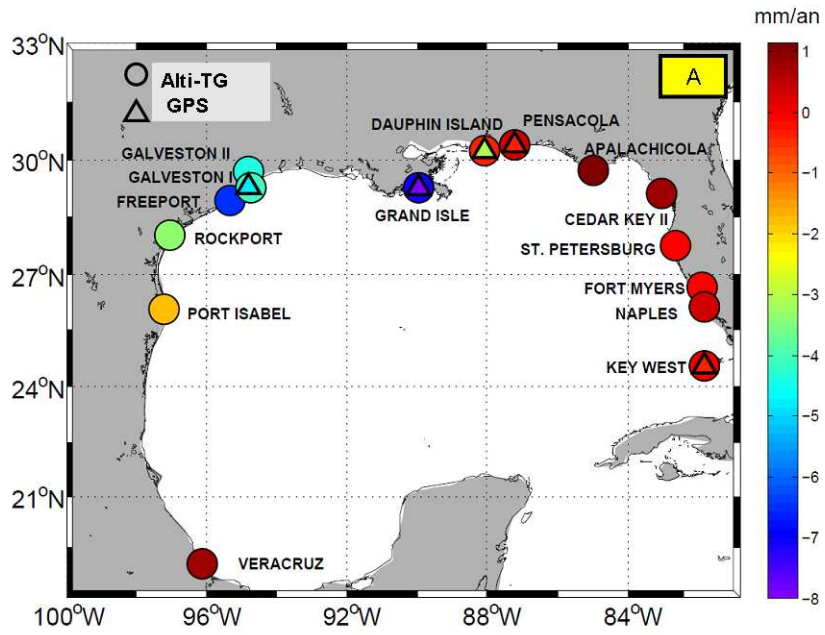 mm/an
33°N
Alti-TG
GPS
A
DAUPHIN ISLAND
PENSACOLA
GALVESTON II
APALACHICOLA
30°N
GALVESTON I
FREEPORT
GRAND ISLE
CEDAR KEY II
ROCKPORT
ST. PETERSBURG
27°N
FORT MYERS
PORT ISABEL
NAPLES
KEY WEST
24°N
21°N
VERACRUZ
100°W
96°W
92°W
88°W
84°W
1
0
−1
−2
−3
−4
−5
−6
−7
−8